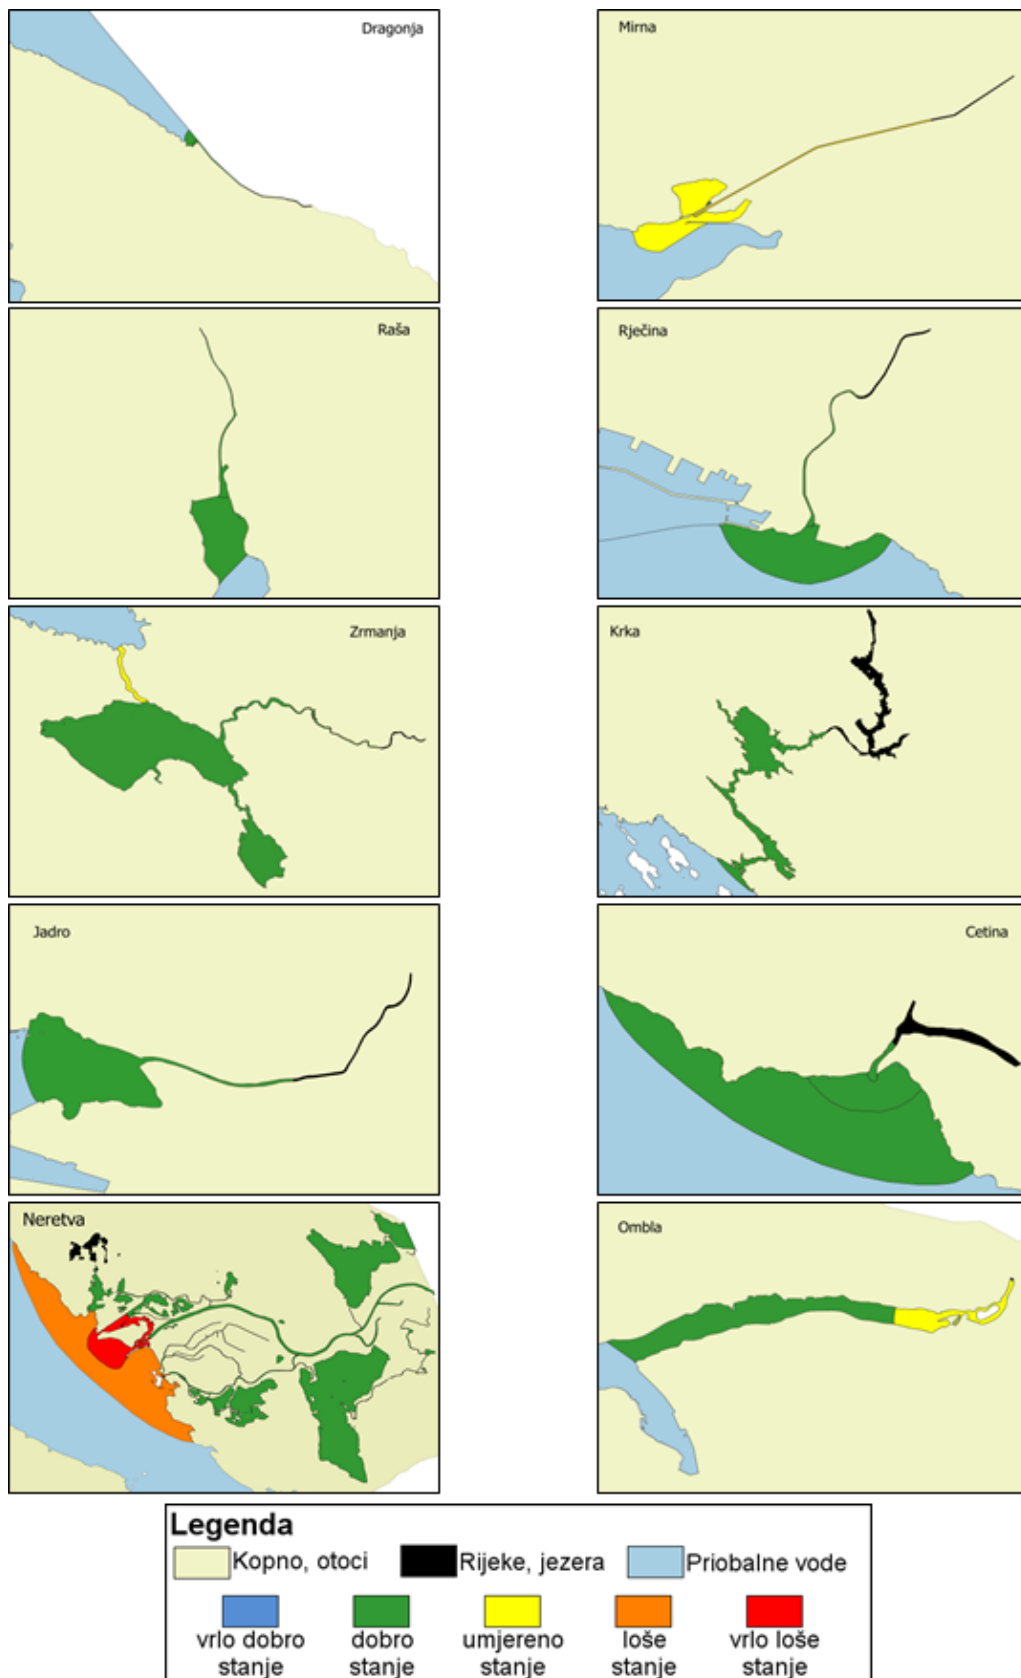 Dragonja
Mirna
Raša
Rječina
Zrmanja
Krka
Jadro
Cetina
Neretva
Ombla
Legenda
Kopno, otoci
Rijeke, jezera
Priobalne vode
vrlo dobro
stanje
dobro
stanje
umjereno
stanje
loše
stanje
vrlo loše
stanje